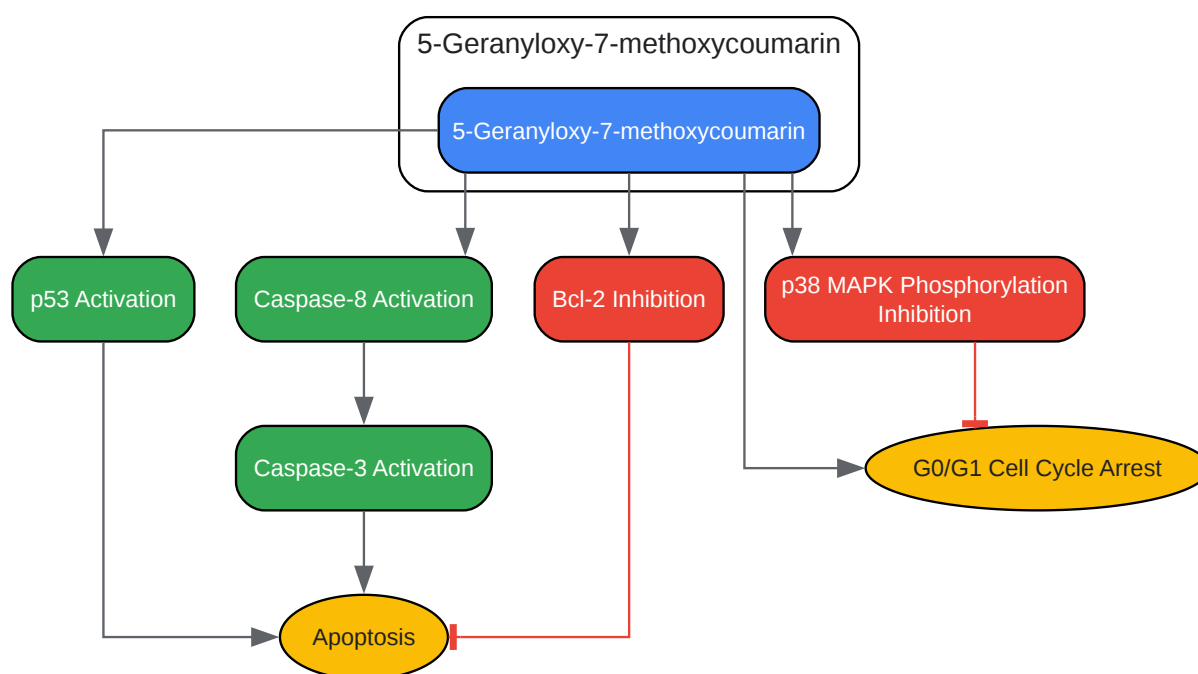 5-Geranyloxy-7-methoxycoumarin
5-Geranyloxy-7-methoxycoumarin
p53 Activation
Caspase-8 Activation
Bcl-2 Inhibition
p38 MAPK Phosphorylation
Inhibition
Caspase-3 Activation
G0/G1 Cell Cycle Arrest
Apoptosis